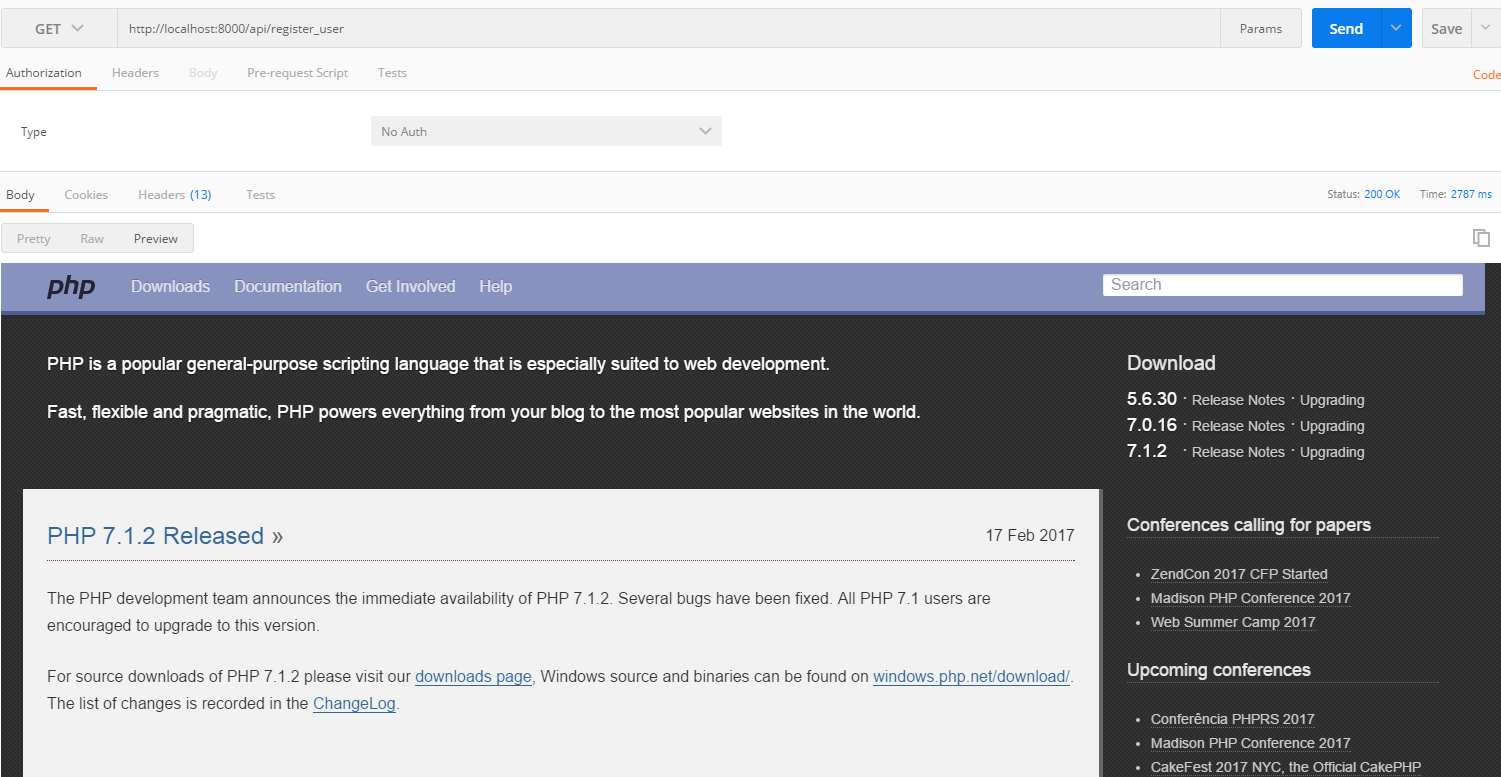 GET http://localhost:8000/api/register_user Params Send Save
Authorization Headers Body Pre-request Script Tests Code
Type No Auth
Body Cookies Headers (13) Tests Status: 200 OK Time: 2787 ms
Pretty Raw Preview
php Downloads Documentation Get Involved Help Search
PHP is a popular general-purpose scripting language that is especially suited to web development.
Fast, flexible and pragmatic, PHP powers everything from your blog to the most popular websites in the world.
Download
5.6.30 · Release Notes · Upgrading
7.0.16 · Release Notes · Upgrading
7.1.2 · Release Notes · Upgrading
PHP 7.1.2 Released » 17 Feb 2017
The PHP development team announces the immediate availability of PHP 7.1.2. Several bugs have been fixed. All PHP 7.1 users are
encouraged to upgrade to this version.
For source downloads of PHP 7.1.2 please visit our downloads page, Windows source and binaries can be found on windows.php.net/download/.
The list of changes is recorded in the ChangeLog.
Conferences calling for papers
• ZendCon 2017 CFP Started
• Madison PHP Conference 2017
• Web Summer Camp 2017
Upcoming conferences
• Conferência PHPRS 2017
• Madison PHP Conference 2017
• CakeFest 2017 NYC, the Official CakePHP